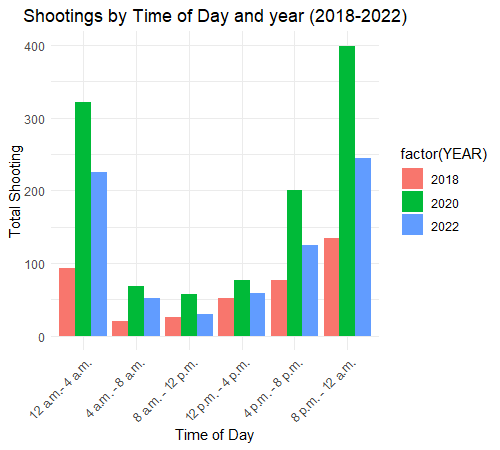 Shootings by Time of Day and year (2018-2022)
400
300
200
100
0
Total Shooting
12 a.m.- 4 a.m.
4 a.m. - 8 a.m.
8 a.m. - 12 p.m.
12 p.m. - 4 p.m.
4 p.m.- 8 p.m.
8 p.m. - 12 a.m.
Time of Day
factor(YEAR)
2018
2020
2022